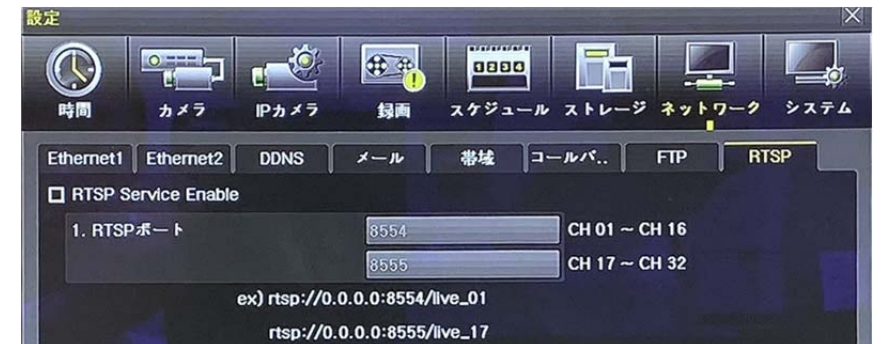 設定
時間 カメラ IPカメラ 録画 スケジュール ストレージ ネットワーク システム
Ethernet1 Ethernet2 DDNS メール 帯域 コールバ.. FTP RTSP
RTSP Service Enable
1. RTSPポート 8554 CH 01 ~ CH 16
8555 CH 17 ~ CH 32
ex) rtsp://0.0.0.0:8554/live_01
rtsp://0.0.0.0:8555/live_17